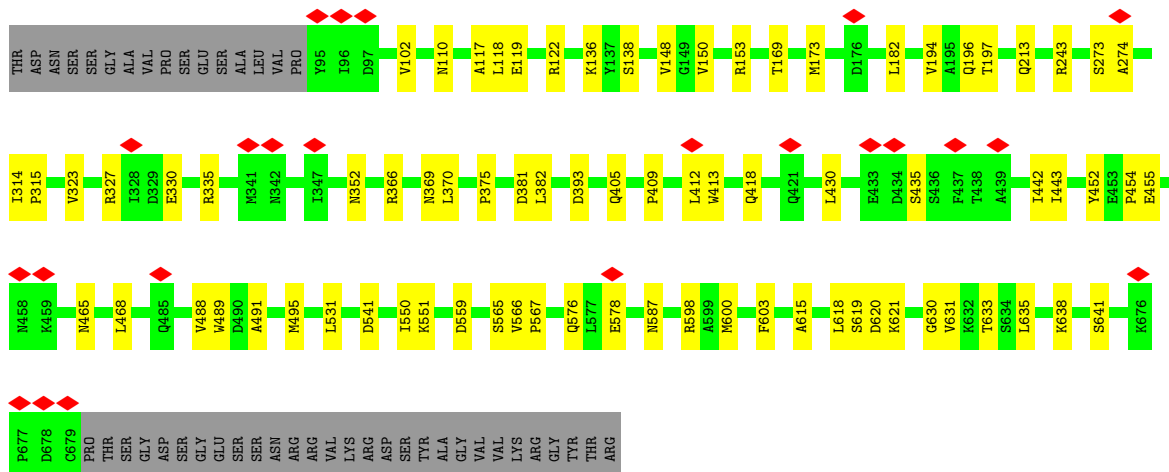 THR ASP ASN SER SER GLY ALA VAL PRO SER GLU SER ALA LEU VAL PRO Y95 I96 D97 V102 N110 A117 L118 E119 R122 K136 Y137 S138 V148 G149 V150 R153 T169 M173 D176 L182 V194 A195 Q196 T197 Q213 R243 S273 A274
I314 P315 V323 R327 I328 D329 E330 R335 M341 N342 I347 N352 R366 N369 L370 P375 D381 L382 D393 Q405 P409 L412 W413 Q418 Q421 L430 E433 D434 S435 S436 F437 T438 A439 I442 I443 Y452 E453 P454 E455
N458 K459 N465 L468 Q485 V488 W489 D490 A491 M495 L531 D541 I550 K551 D559 S565 V566 P567 Q576 L577 E578 N587 R598 A599 M600 F603 A615 L618 S619 D620 K621 G630 V631 K632 T633 S634 L635 K638 S641 K676
P677 D678 C679 PRO THR SER GLY ASP SER GLY GLU SER SER ASN ARG ARG VAL LYS ARG ASP SER TYR ALA GLY VAL VAL LYS ARG GLY TYR THR ARG